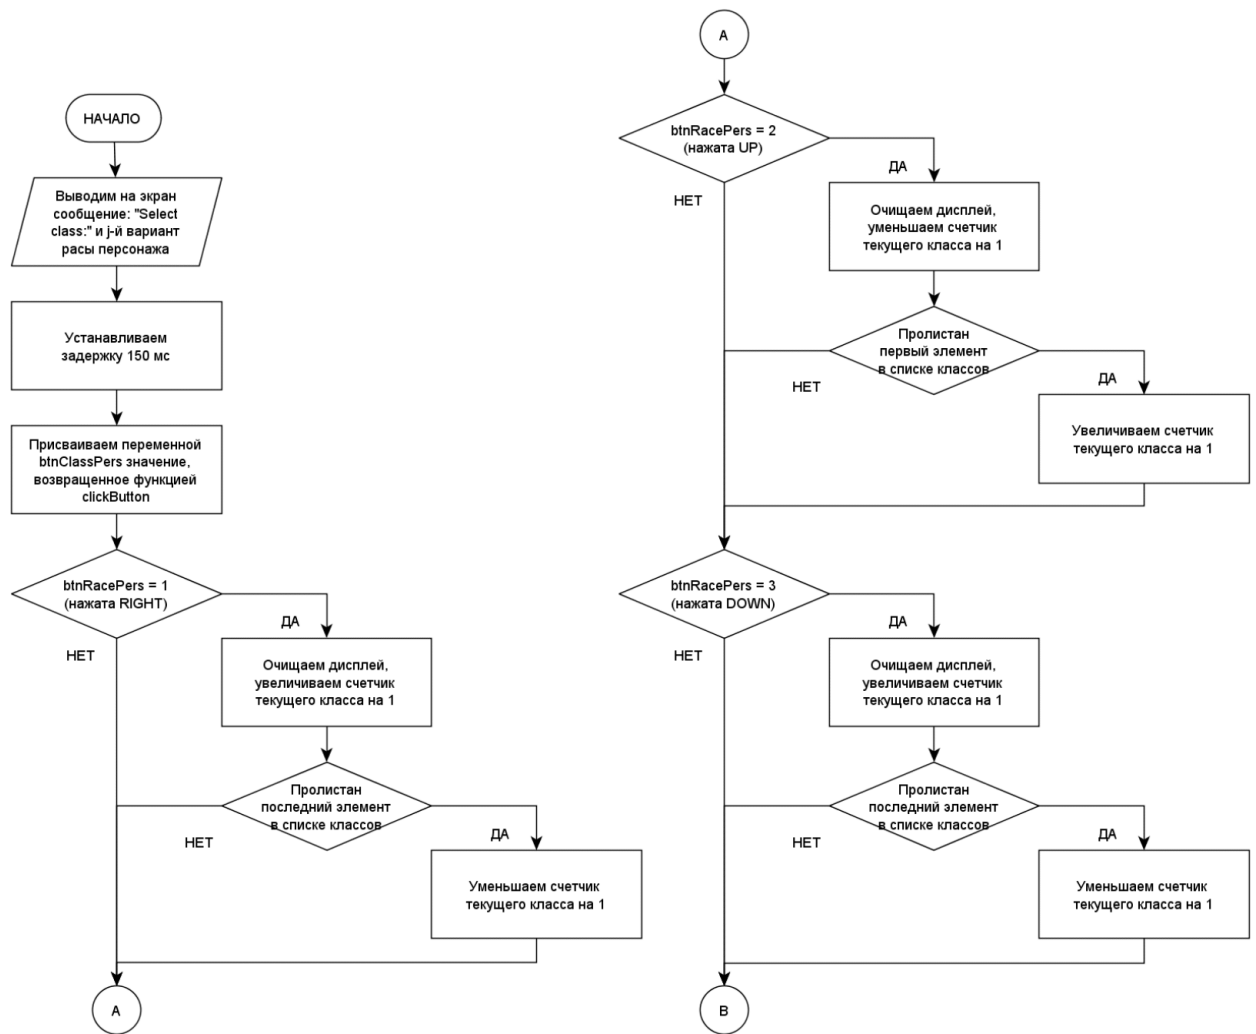 НАЧАЛО
Выводим на экран
сообщение: "Select
class:" и j-й вариант
расы персонажа
Устанавливаем
задержку 150 мс
Присваиваем переменной
btnClassPers значение,
возвращенное функцией
clickButton
btnRacePers = 1
(нажата RIGHT)
ДА
НЕТ
Очищаем дисплей,
увеличиваем счетчик
текущего класса на 1
Пролистан
последний элемент
в списке классов
НЕТ
ДА
Уменьшаем счетчик
текущего класса на 1
A
A
btnRacePers = 2
(нажата UP)
ДА
НЕТ
Очищаем дисплей,
уменьшаем счетчик
текущего класса на 1
Пролистан
первый элемент
в списке классов
НЕТ
ДА
Увеличиваем счетчик
текущего класса на 1
btnRacePers = 3
(нажата DOWN)
ДА
НЕТ
Очищаем дисплей,
увеличиваем счетчик
текущего класса на 1
Пролистан
последний элемент
в списке классов
НЕТ
ДА
Уменьшаем счетчик
текущего класса на 1
B